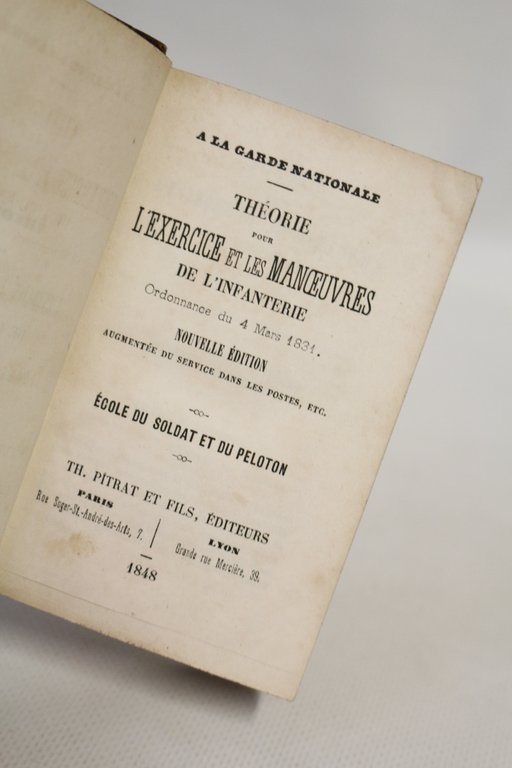 A LA GARDE NATIONALE
THÉORIE
POUR
L'EXERCICE ET LES MANŒUVRES
DE L'INFANTERIE
Ordonnance du 4 Mars 1831.
NOUVELLE ÉDITION
AUGMENTÉE DU SERVICE DANS LES POSTES, ETC.
ÉCOLE DU SOLDAT ET DU PELOTON
TH. PITRAT ET FILS, ÉDITEURS
PARIS
Rue Suger-St.-André-des-Arts, 7.
LYON
Grande rue Mercière, 39.
1848